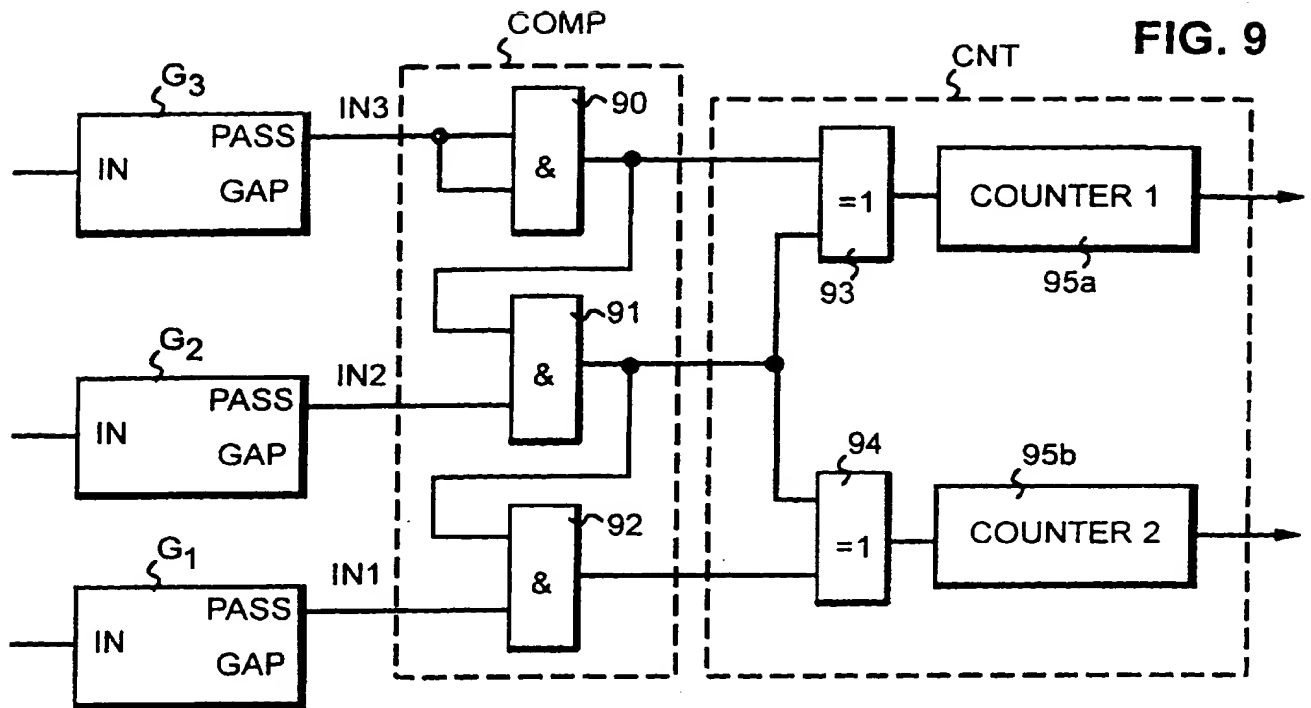 FIG. 9
COMP
CNT
G3
IN
PASS
GAP
IN3
90
&
=1
93
COUNTER 1
95a
G2
IN
PASS
GAP
IN2
91
&
G1
IN
PASS
GAP
IN1
92
&
94
=1
95b
COUNTER 2